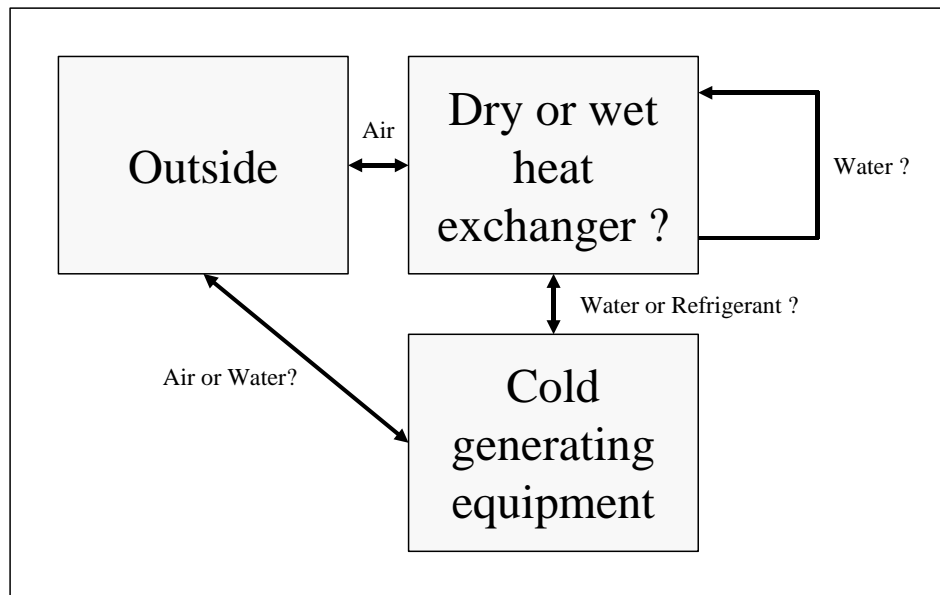 Outside
Air
Dry or wet
heat
exchanger ?
Water ?
Water or Refrigerant ?
Air or Water?
Cold
generating
equipment